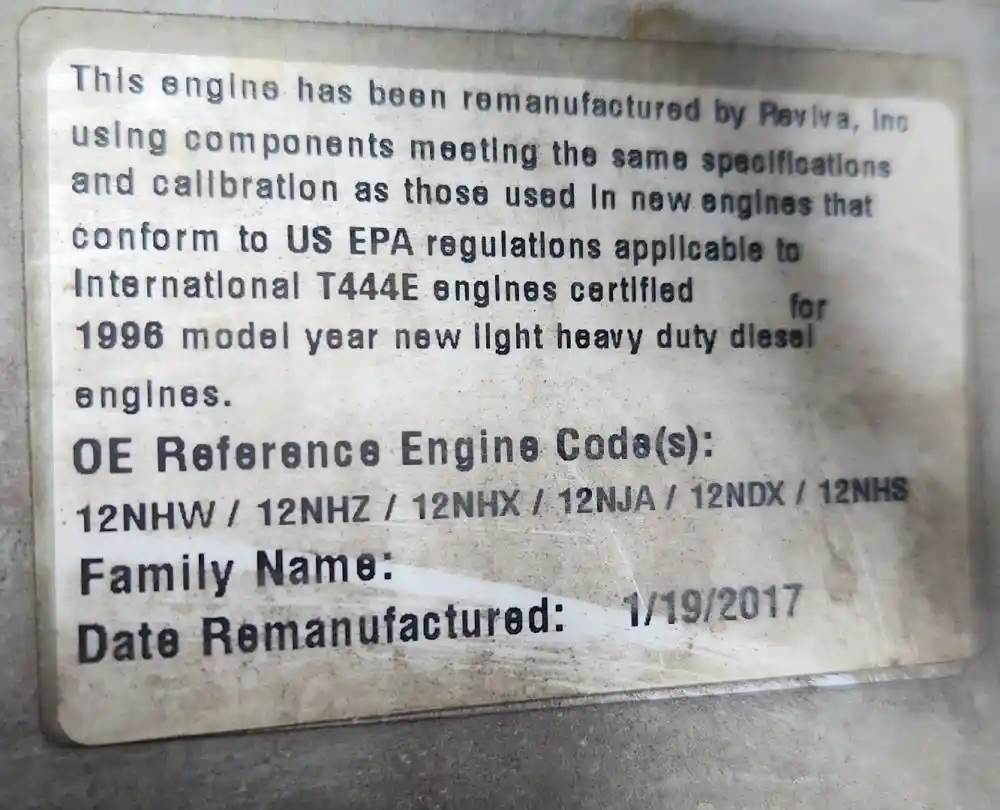 This engine has been remanufactured by Reviva, Inc
using components meeting the same specifications
and calibration as those used in new engines that
conform to US EPA regulations applicable to
International T444E engines certified for
1996 model year new light heavy duty diesel
engines.
OE Reference Engine Code(s):
12NHW / 12NHZ / 12NHX / 12NJA / 12NDX / 12NHS
Family Name:
Date Remanufactured: 1/19/2017